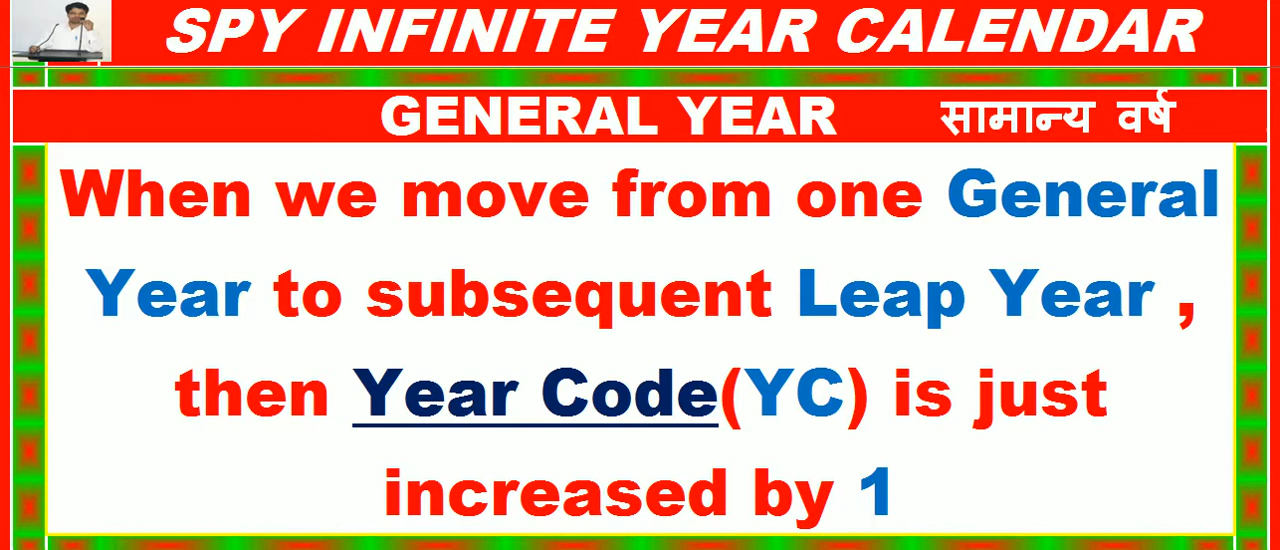 SPY INFINITE YEAR CALENDAR
GENERAL YEAR सामान्य वर्ष
When we move from one General
Year to subsequent Leap Year ,
then Year Code(YC) is just
increased by 1